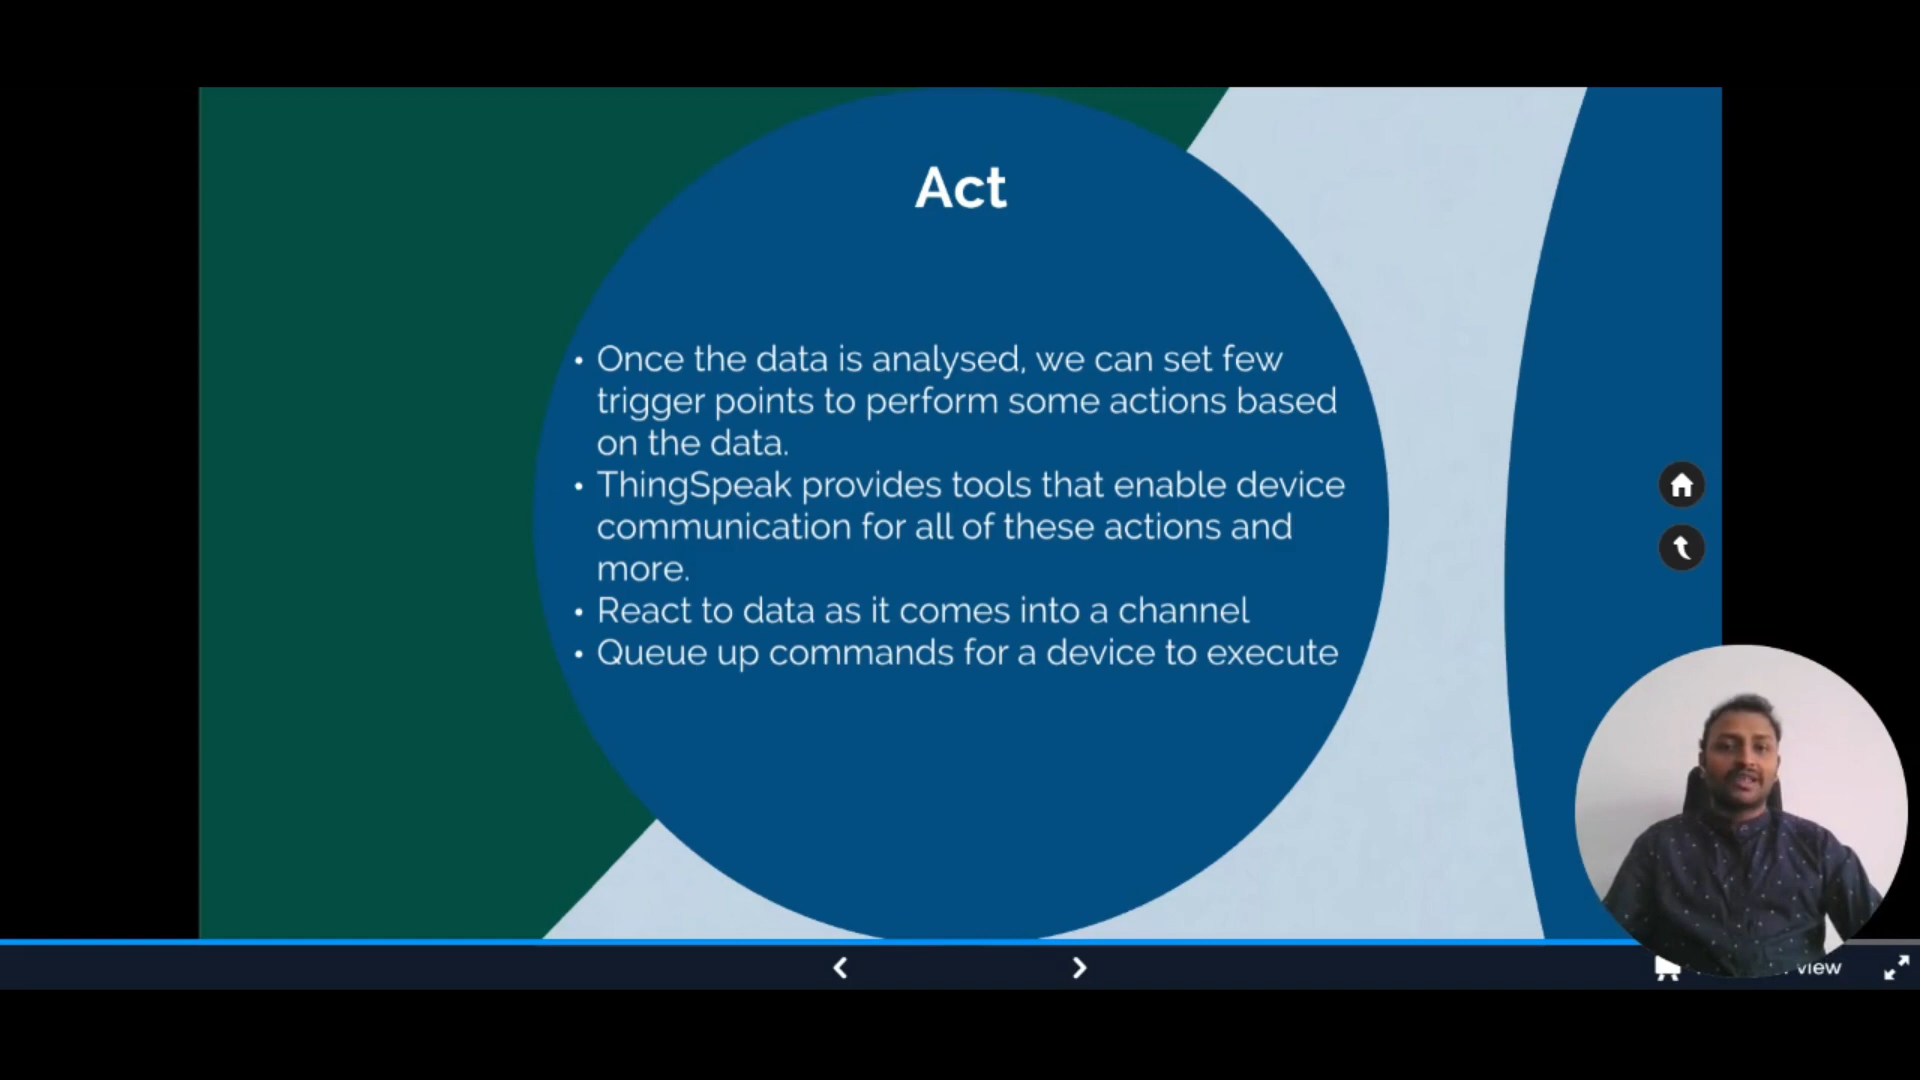 Act
• Once the data is analysed, we can set few
trigger points to perform some actions based
on the data.
• ThingSpeak provides tools that enable device
communication for all of these actions and
more.
• React to data as it comes into a channel
• Queue up commands for a device to execute
view